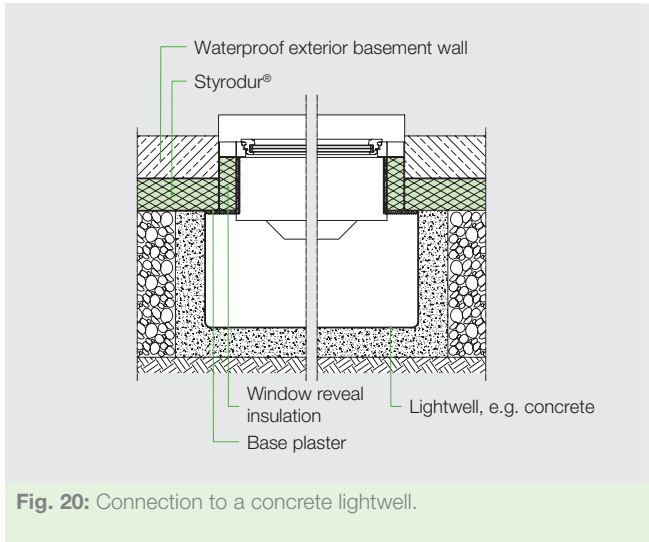 Waterproof exterior basement wall
Styrodur®
Window reveal
insulation
Lightwell, e.g. concrete
Base plaster
Fig. 20: Connection to a concrete lightwell.